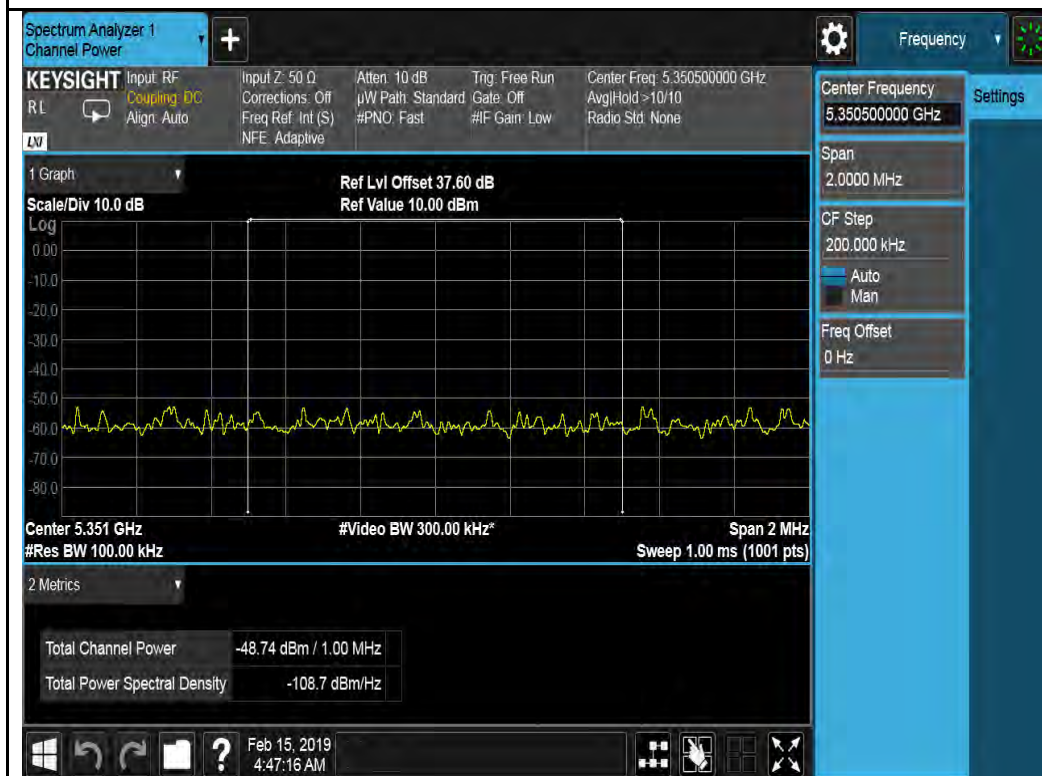 Spectrum Analyzer 1
Channel Power
+
Frequency
KEYSIGHT
RL
LXI
Input: RF
Coupling: DC
Align: Auto
Input Z: 50 Ω
Corrections: Off
Freq Ref: Int (S)
NFE: Adaptive
Atten: 10 dB
µW Path: Standard
#PNO: Fast
Trig: Free Run
Gate: Off
#IF Gain: Low
Center Freq: 5.350500000 GHz
Avg|Hold >10/10
Radio Std: None
Center Frequency
5.350500000 GHz
Settings
Span
2.0000 MHz
CF Step
200.000 kHz
Auto
Man
Freq Offset
0 Hz
1 Graph
Scale/Div 10.0 dB
Ref Lvl Offset 37.60 dB
Ref Value 10.00 dBm
Log
0.00
-10.0
-20.0
-30.0
-40.0
-50.0
-60.0
-70.0
-80.0
Center 5.351 GHz
#Res BW 100.00 kHz
#Video BW 300.00 kHz*
Span 2 MHz
Sweep 1.00 ms (1001 pts)
2 Metrics
Total Channel Power -48.74 dBm / 1.00 MHz
Total Power Spectral Density -108.7 dBm/Hz
?
Feb 15, 2019
4:47:16 AM